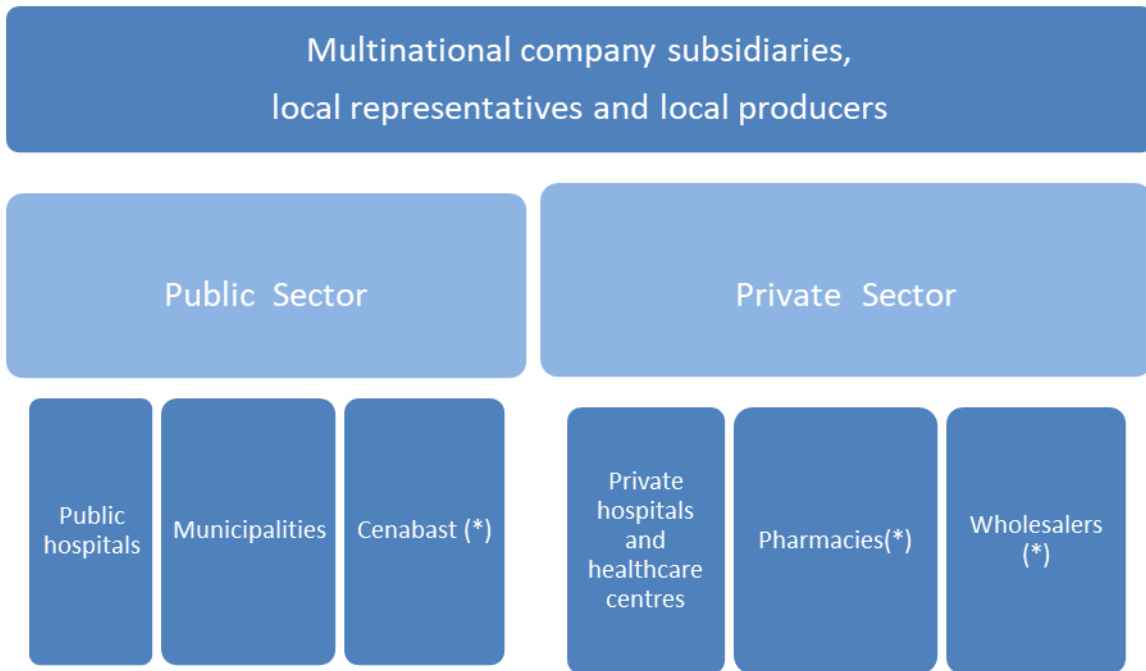 Multinational company subsidiaries,
local representatives and local producers
Public Sector
Private Sector
Public
hospitals
Municipalities
Cenabast (*)
Private
hospitals
and
healthcare
centres
Pharmacies(*)
Wholesalers
(*)